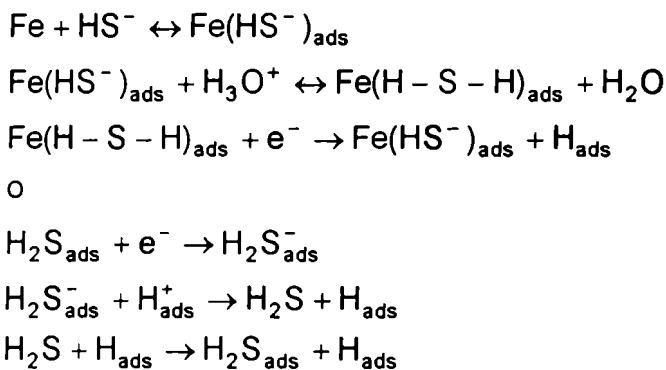 Fe + HS⁻ ↔ Fe(HS⁻)ₐdₛ
Fe(HS⁻)ads + H₃O⁺ ↔ Fe(H – S – H)ads + H₂O
Fe(H – S – H)ads + e⁻ → Fe(HS⁻)ads + Hads
o
H₂Sads + e⁻ → H₂S⁻ads
H₂S⁻ads + H⁺ads → H₂S + Hads
H₂S + Hads → H₂Sads + Hads